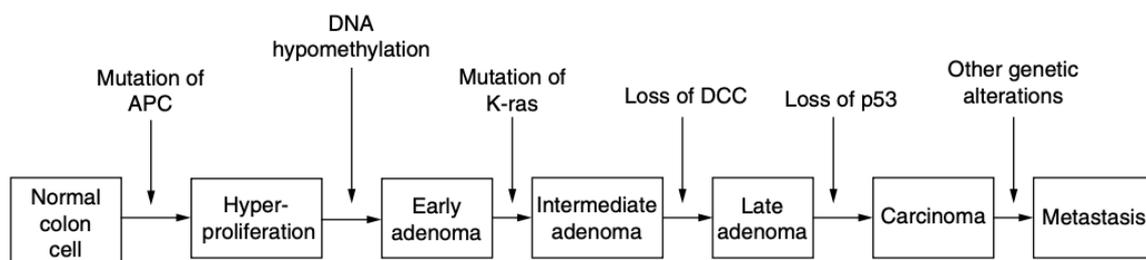 DNA
hypomethylation
Mutation of
APC
Mutation of
K-ras
Loss of DCC
Loss of p53
Other genetic
alterations
Normal
colon
cell
Hyper-
proliferation
Early
adenoma
Intermediate
adenoma
Late
adenoma
Carcinoma
Metastasis